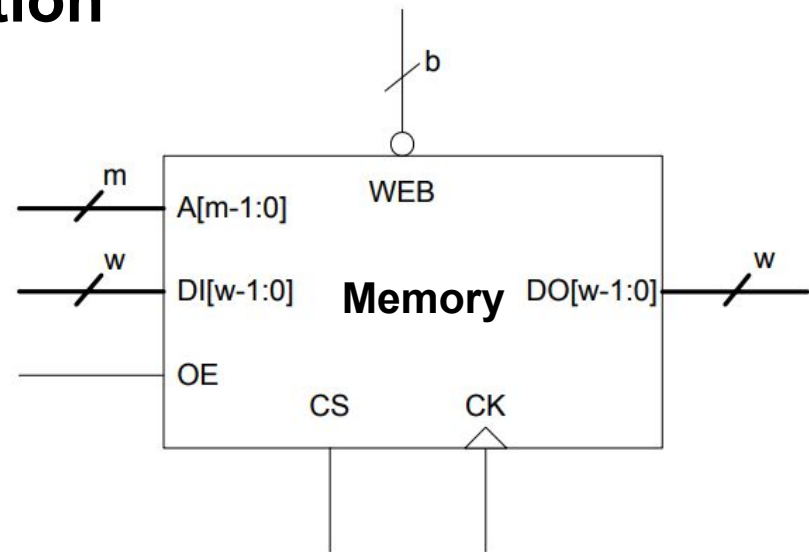 tion
b
WEB
m
A[m-1:0]
w
DI[w-1:0]
Memory
DO[w-1:0]
w
OE
CS
CK